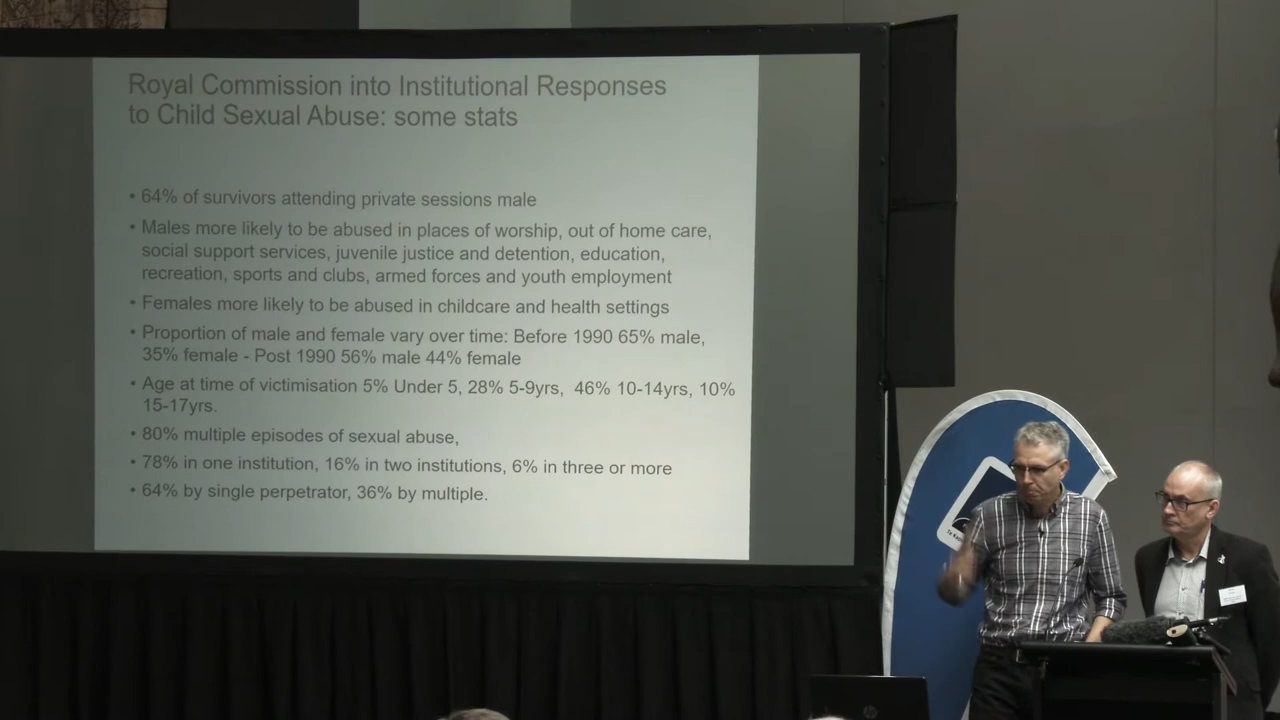 Royal Commission into Institutional Responses
to Child Sexual Abuse: some stats
• 64% of survivors attending private sessions male
• Males more likely to be abused in places of worship, out of home care,
social support services, juvenile justice and detention, education,
recreation, sports and clubs, armed forces and youth employment
• Females more likely to be abused in childcare and health settings
• Proportion of male and female vary over time: Before 1990 65% male,
35% female - Post 1990 56% male 44% female
• Age at time of victimisation 5% Under 5, 28% 5-9yrs, 46% 10-14yrs, 10%
15-17yrs.
• 80% multiple episodes of sexual abuse,
• 78% in one institution, 16% in two institutions, 6% in three or more
• 64% by single perpetrator, 36% by multiple.